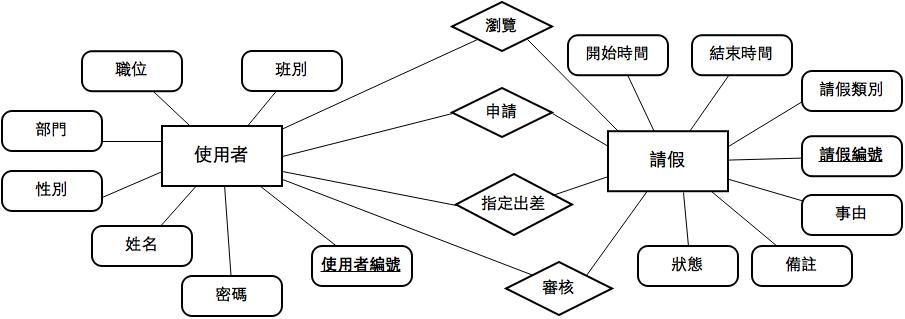 瀏覽
職位
班別
開始時間
結束時間
請假類別
部門
申請
使用者
請假
請假編號
性別
指定出差
事由
姓名
使用者編號
狀態
備註
密碼
審核